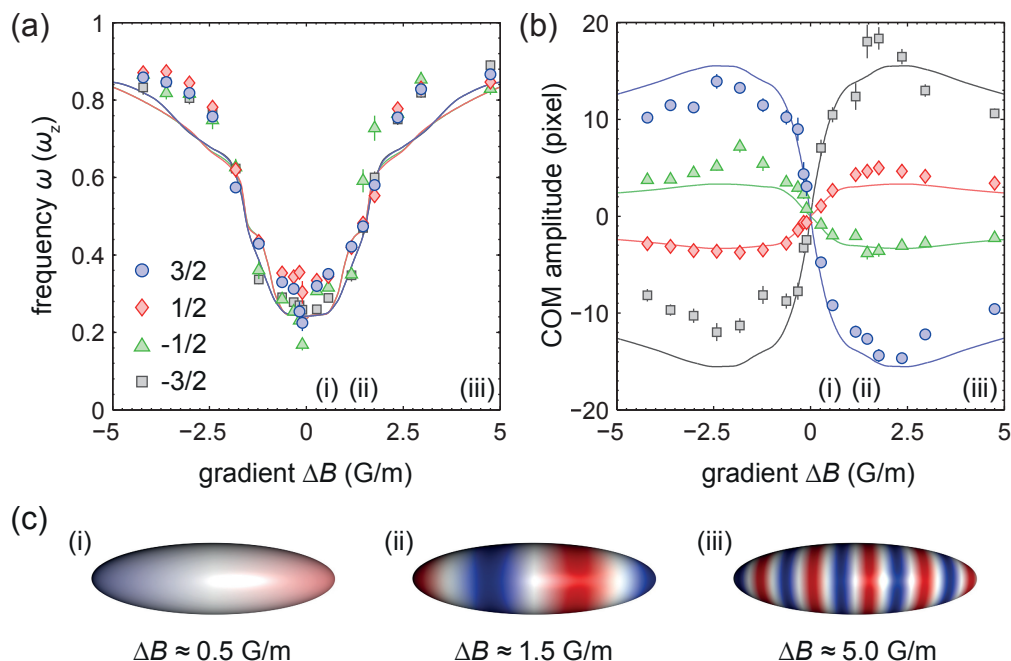 (a)
frequency ω (ω_z)
1
0.8
0.6
0.4
0.2
0
3/2
1/2
-1/2
-3/2
(i) (ii) (iii)
−5 −2.5 0 2.5 5
gradient ΔB (G/m)
(b)
COM amplitude (pixel)
20
10
0
−10
−20
(i) (ii) (iii)
−5 −2.5 0 2.5 5
gradient ΔB (G/m)
(c)
(i) (ii) (iii)
ΔB ≈ 0.5 G/m ΔB ≈ 1.5 G/m ΔB ≈ 5.0 G/m